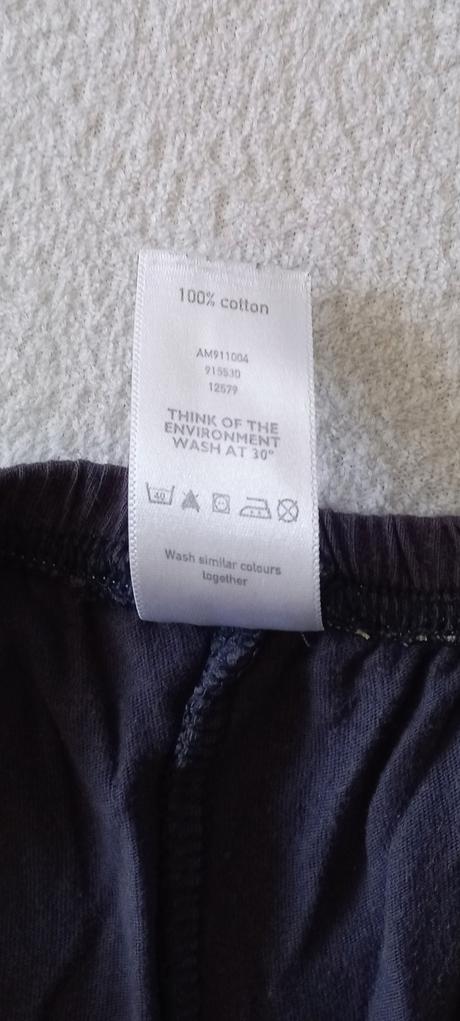 100% cotton
AM911004
915530
12579
THINK OF THE
ENVIRONMENT
WASH AT 30°
40
Wash similar colours
together